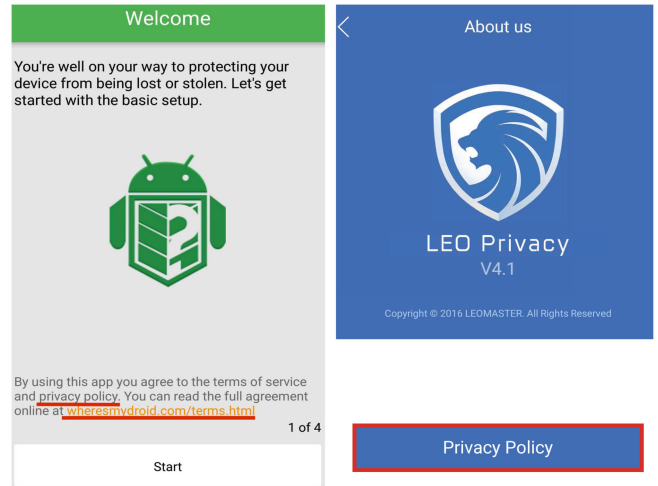 Welcome
You're well on your way to protecting your
device from being lost or stolen. Let's get
started with the basic setup.
?
By using this app you agree to the terms of service
and privacy policy. You can read the full agreement
online at wheresmydroid.com/terms.html
1 of 4
Start
About us
LEO Privacy
V4.1
Copyright © 2016 LEOMASTER. All Rights Reserved
Privacy Policy